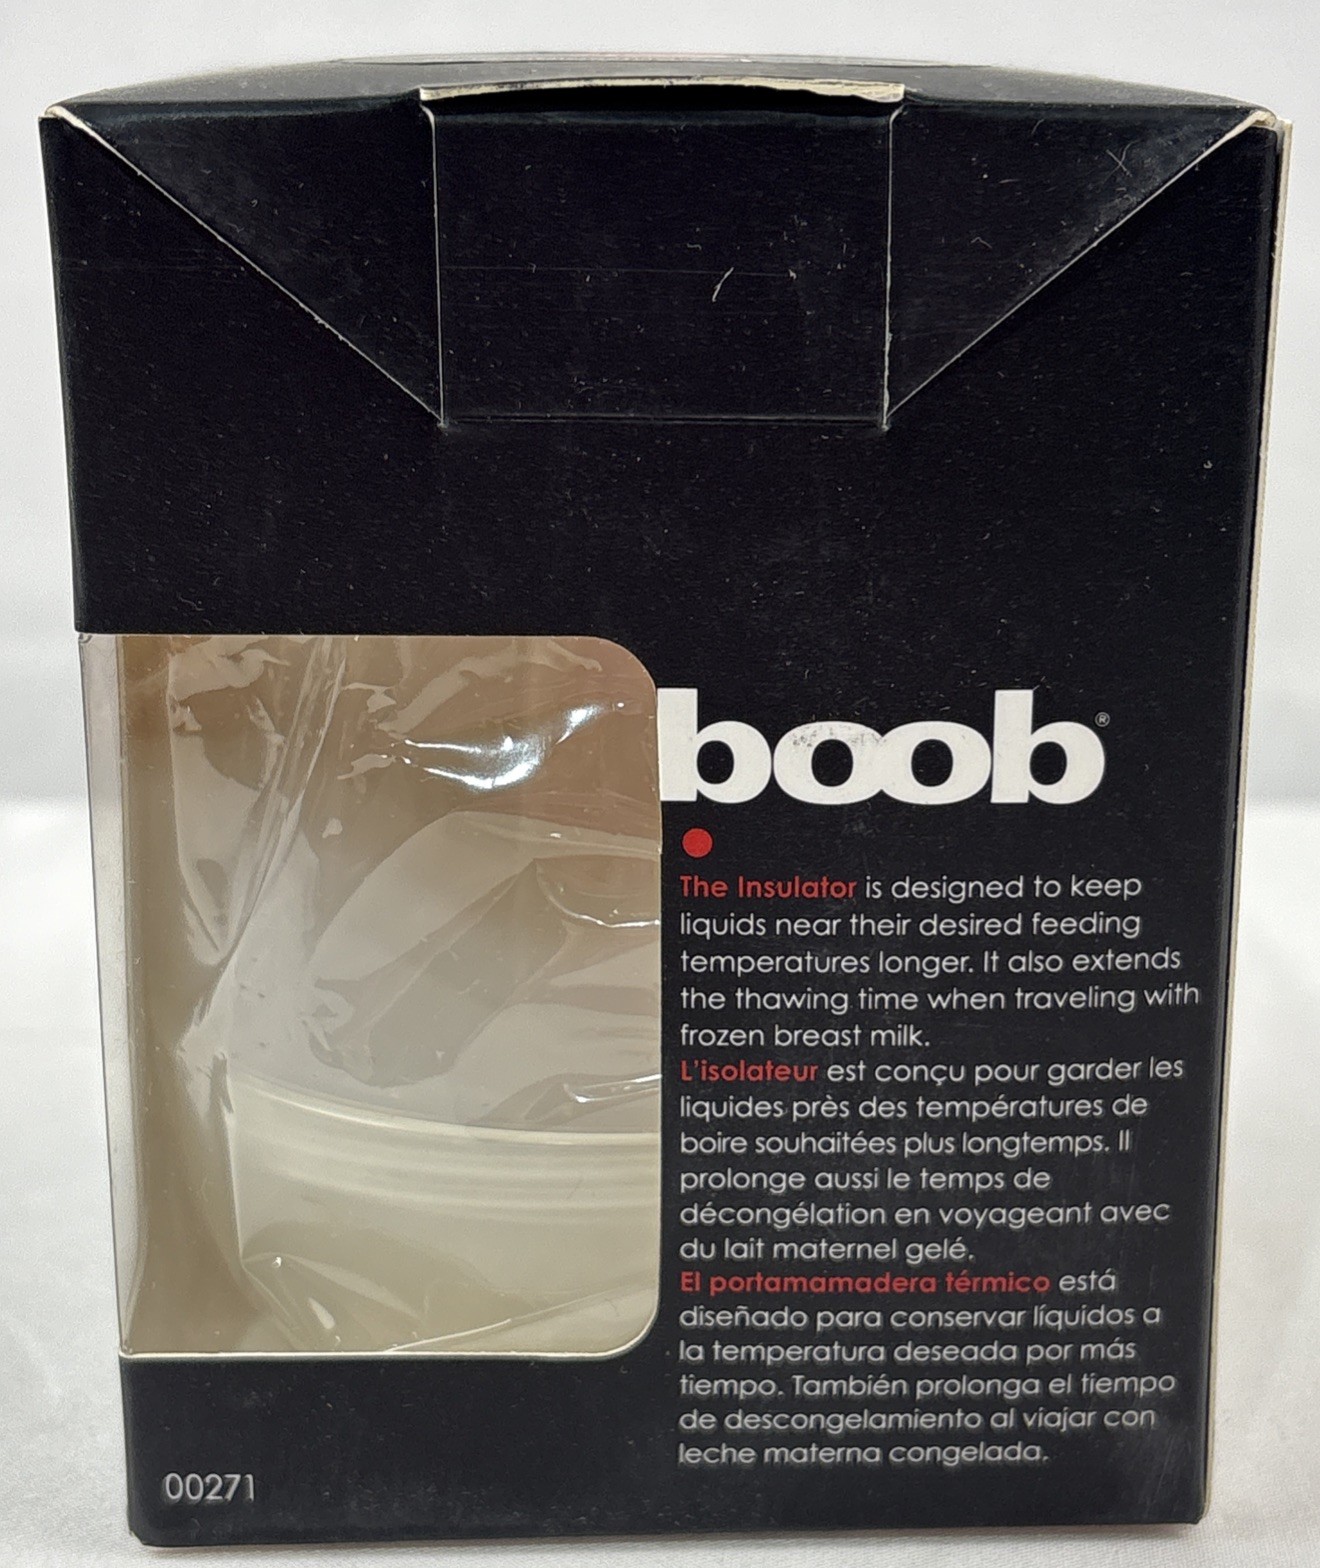 boob®
The Insulator is designed to keep
liquids near their desired feeding
temperatures longer. It also extends
the thawing time when traveling with
frozen breast milk.
L'isolateur est conçu pour garder les
liquides près des températures de
boire souhaitées plus longtemps. Il
prolonge aussi le temps de
décongélation en voyageant avec
du lait maternel gelé.
El portamamadera térmico está
diseñado para conservar líquidos a
la temperatura deseada por más
tiempo. También prolonga el tiempo
de descongelamiento al viajar con
leche materna congelada.
00271